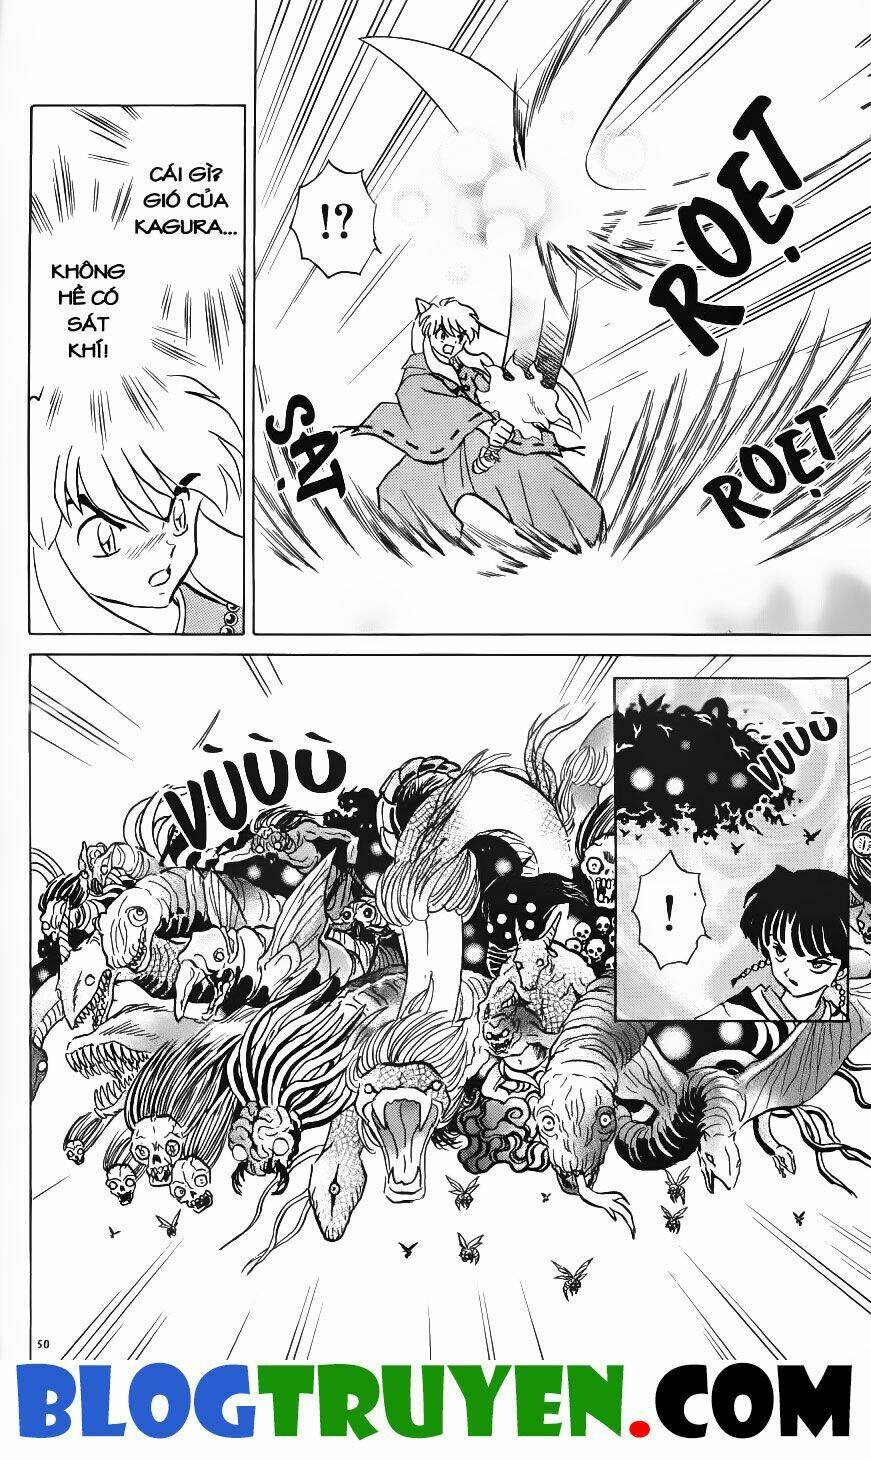 CÁI GÌ?
GIÓ CỦA
KAGURA...
KHÔNG
HỀ CÓ
SÁT
KHÍ!
!?
ROẸT
ROẸT
SẠT
VÙÙÙ
VÙÙÙ
!
50
BLOGTRUYEN.COM